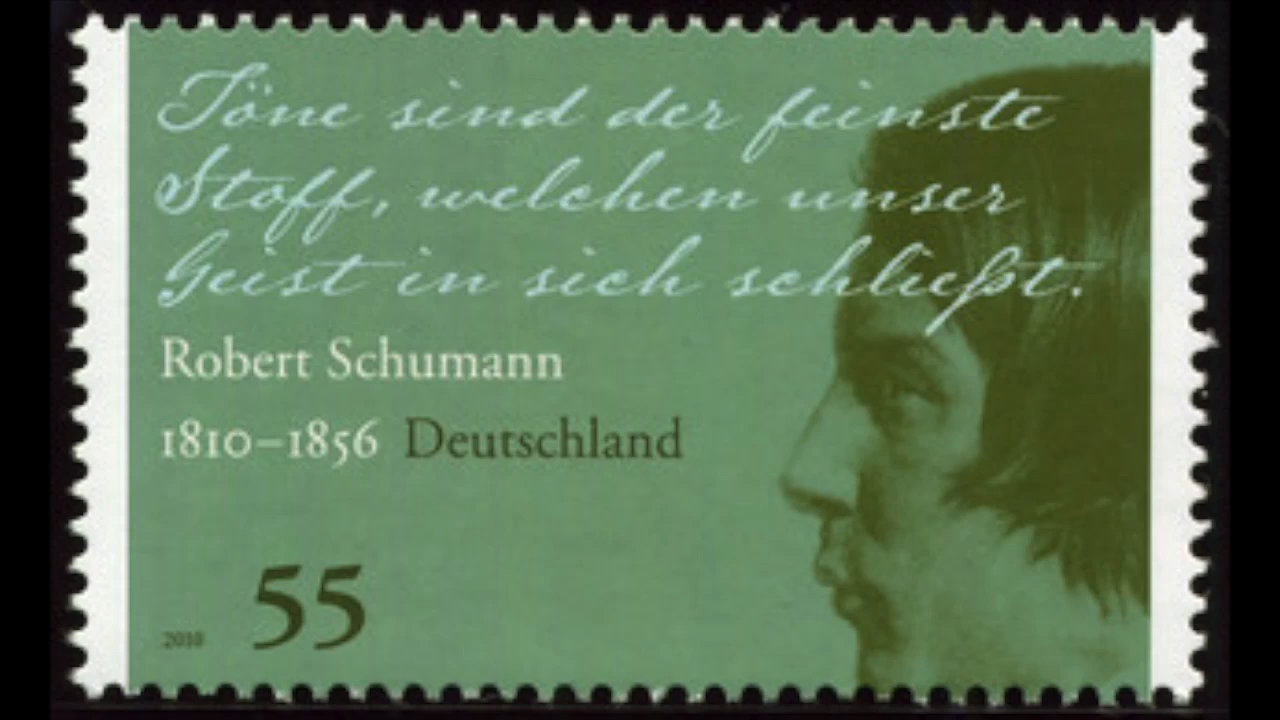 Töne sind der feinste
Stoff, welchen unser
Geist in sich schließt.
Robert Schumann
1810–1856 Deutschland
2010 55